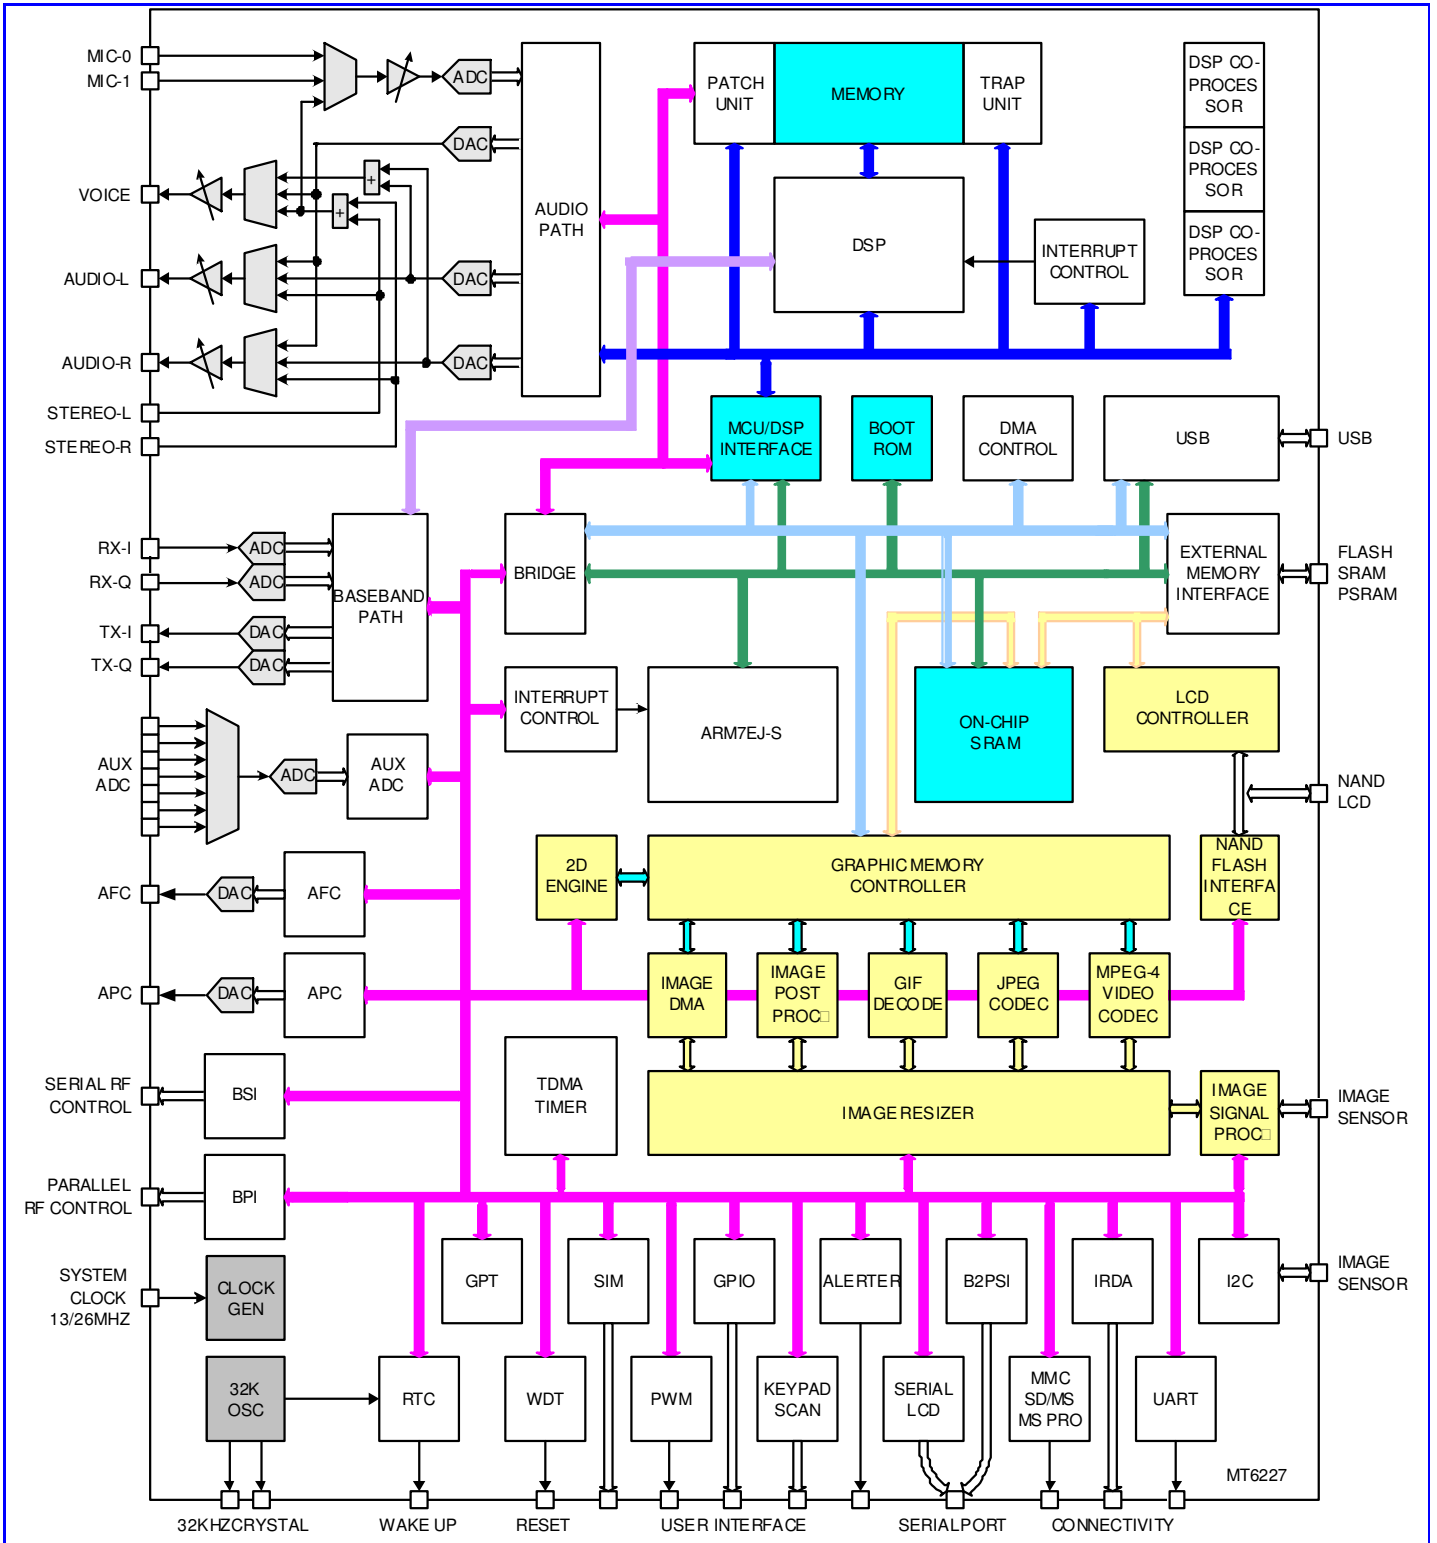 MIC-0
MIC-1
ADC
AUDIO
PATH
PATCH
UNIT
MEMORY
TRAP
UNIT
DSP CO-
PROCES
SOR
DSP CO-
PROCES
SOR
DSP CO-
PROCES
SOR
DAC
VOICE
+
+
DSP
INTERRUPT
CONTROL
AUDIO-L
DAC
AUDIO-R
DAC
STEREO-L
STEREO-R
MCU/DSP
INTERFACE
BOOT
ROM
DMA
CONTROL
USB
USB
RX-I
ADC
RX-Q
ADC
TX-I
DAC
TX-Q
DAC
BASEBAND
PATH
BRIDGE
EXTERNAL
MEMORY
INTERFACE
FLASH
SRAM
PSRAM
INTERRUPT
CONTROL
ARM7EJ-S
ON-CHIP
SRAM
LCD
CONTROLLER
AUX
ADC
ADC
AUX
ADC
NAND
LCD
2D
ENGINE
GRAPHIC MEMORY
CONTROLLER
NAND
FLASH
INTERFA
CE
AFC
DAC
AFC
APC
DAC
APC
IMAGE
DMA
IMAGE
POST
PROC□
GIF
DECODE
JPEG
CODEC
MPEG-4
VIDEO
CODEC
SERIAL RF
CONTROL
BSI
TDMA
TIMER
IMAGE RESIZER
IMAGE
SIGNAL
PROC□
IMAGE
SENSOR
PARALLEL
RF CONTROL
BPI
SYSTEM
CLOCK
13/26MHZ
CLOCK
GEN
GPT
SIM
GPIO
ALERTER
B2PSI
IRDA
I2C
IMAGE
SENSOR
32K
OSC
RTC
WDT
PWM
KEYPAD
SCAN
SERIAL
LCD
MMC
SD/MS
MS PRO
UART
MT6227
32KHZ CRYSTAL
WAKE UP
RESET
USER INTERFACE
SERIAL PORT
CONNECTIVITY